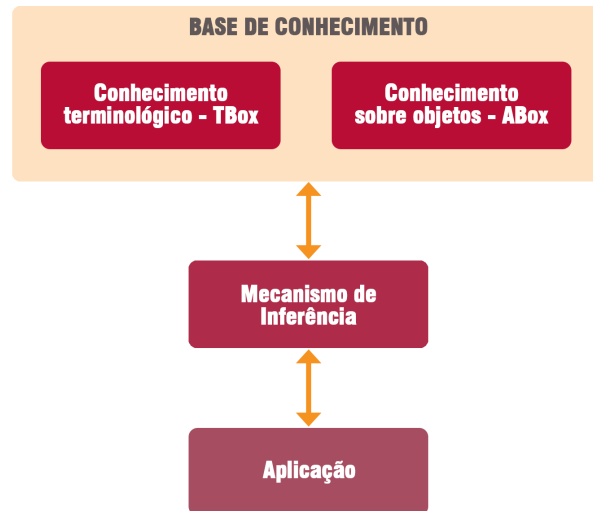 BASE DE CONHECIMENTO
Conhecimento
terminológico - TBox
Conhecimento
sobre objetos - ABox
Mecanismo de
Inferência
Aplicação